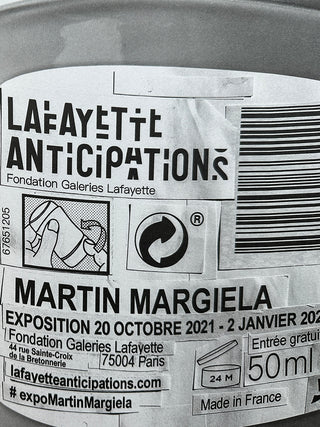 LAFAYETTE
ANTICIPATIONS
Fondation Galeries Lafayette
67651205
®
MARTIN MARGIELA
EXPOSITION 20 OCTOBRE 2021 - 2 JANVIER 202
Fondation Galeries Lafayette
44 rue Sainte-Croix
de la Bretonnerie
75004 Paris
lafayetteanticipations.com
# expoMartinMargiela
Entrée gratui
24 M
50ml
Made in France